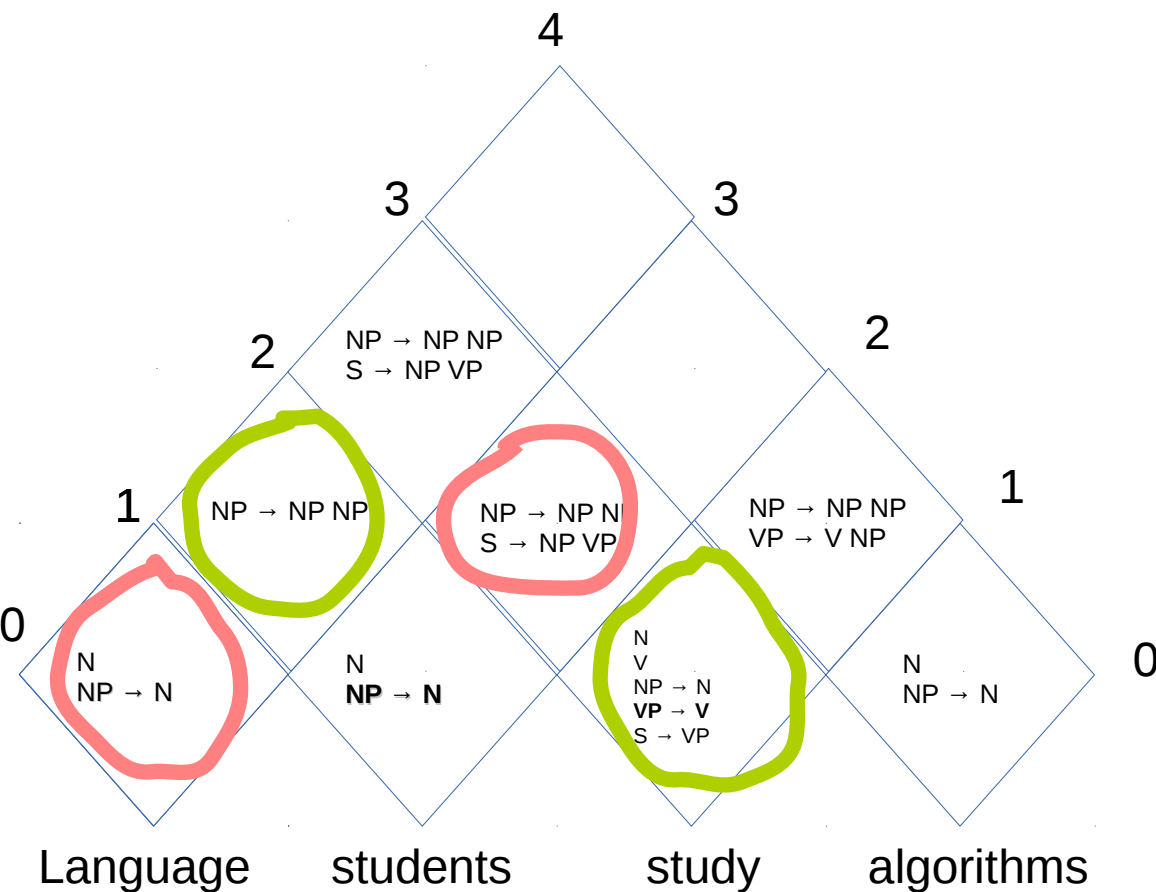 4
3
3
NP → NP NP
S → NP VP
2
2
1
1
NP → NP NP
NP → NP
S → NP VP
NP → NP NP
VP → V NP
0
0
N
NP → N
N
NP → N
N
V
NP → N
VP → V
S → VP
N
NP → N
Language students study algorithms